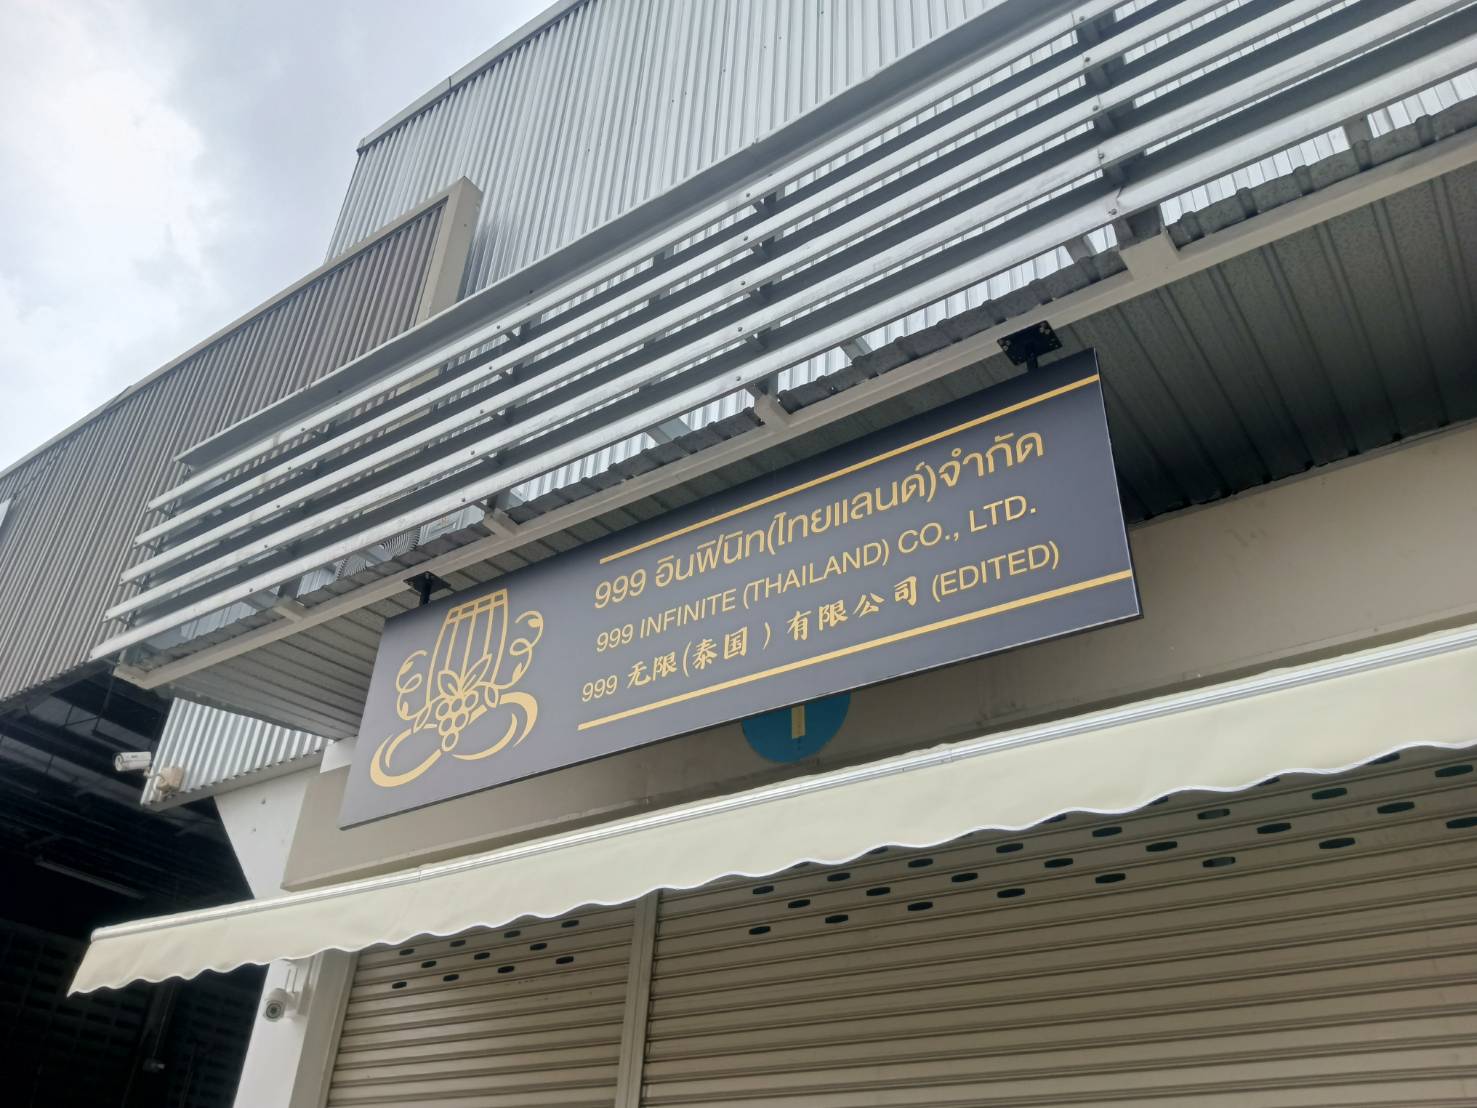 999 อินฟินิท(ไทยแลนด์)จำกัด
999 INFINITE (THAILAND) CO., LTD.
999 无限(泰国)有限公司 (EDITED)